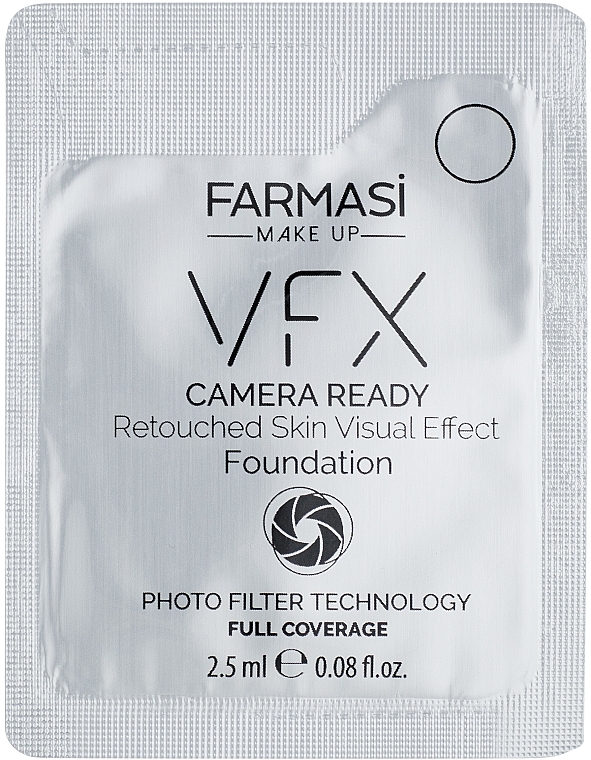 FARMASİ
MAKE UP
VFX
CAMERA READY
Retouched Skin Visual Effect
Foundation
PHOTO FILTER TECHNOLOGY
FULL COVERAGE
2.5 ml ℮ 0.08 fl.oz.